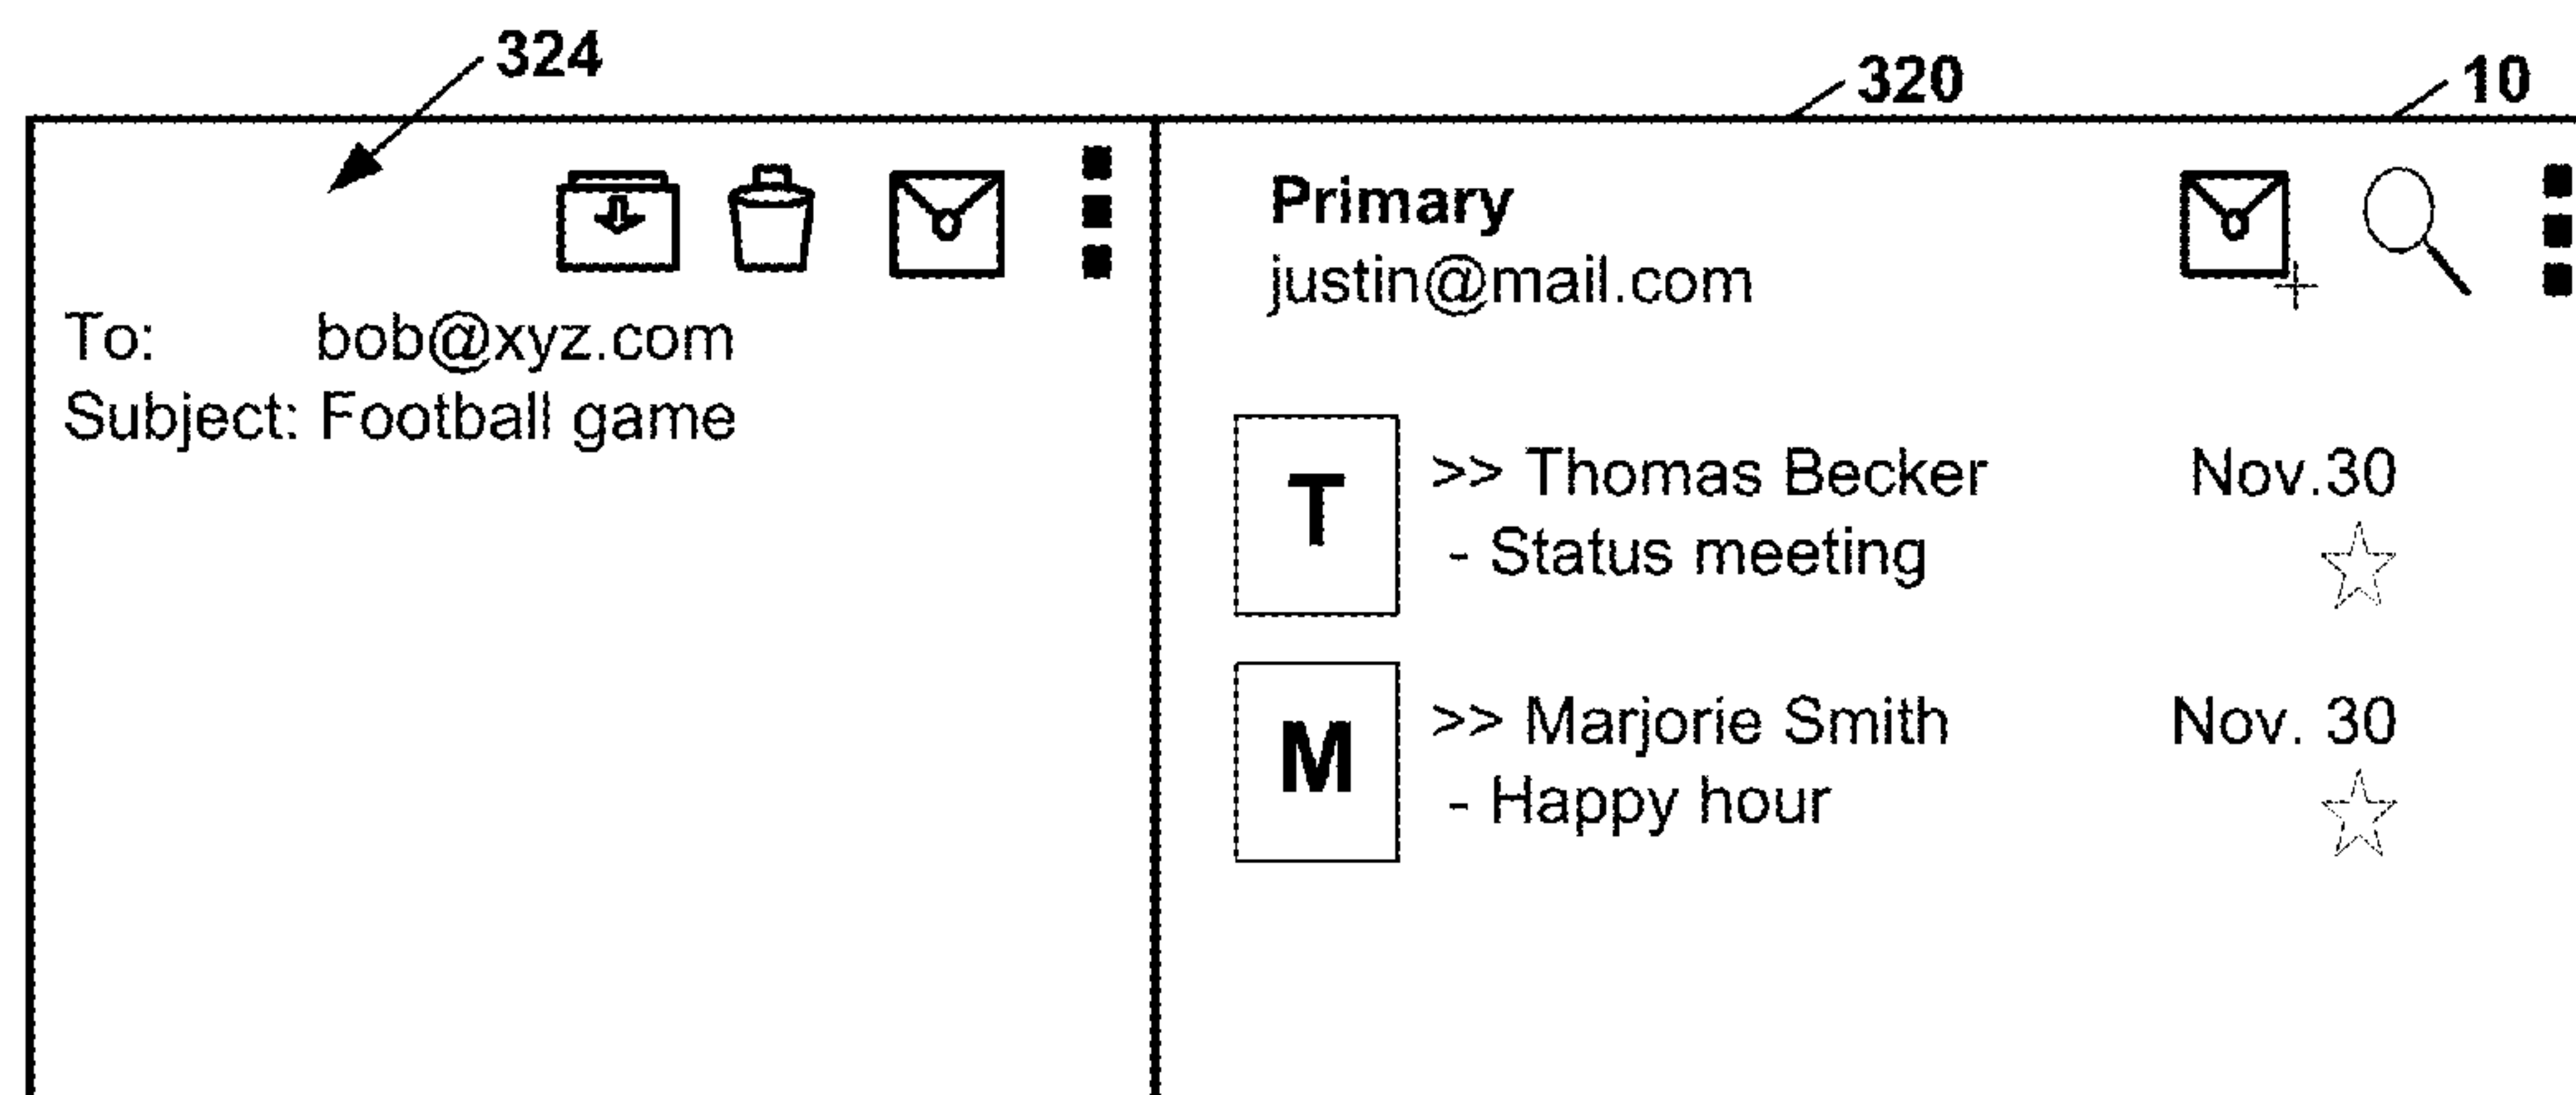 324
320
10
To: bob@xyz.com
Subject: Football game
Primary
justin@mail.com
T
>> Thomas Becker Nov.30
- Status meeting
M
>> Marjorie Smith Nov. 30
- Happy hour